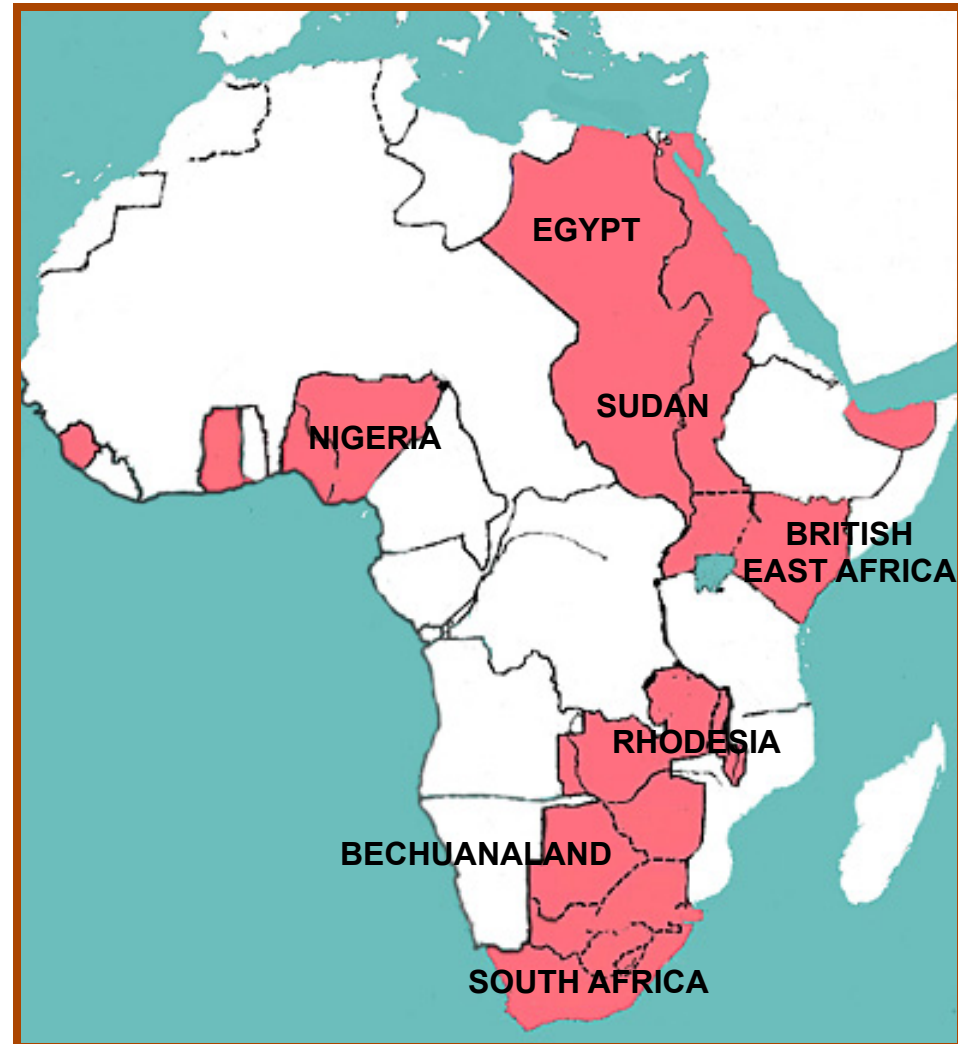 EGYPT
SUDAN
NIGERIA
BRITISH
EAST AFRICA
RHODESIA
BECHUANALAND
SOUTH AFRICA